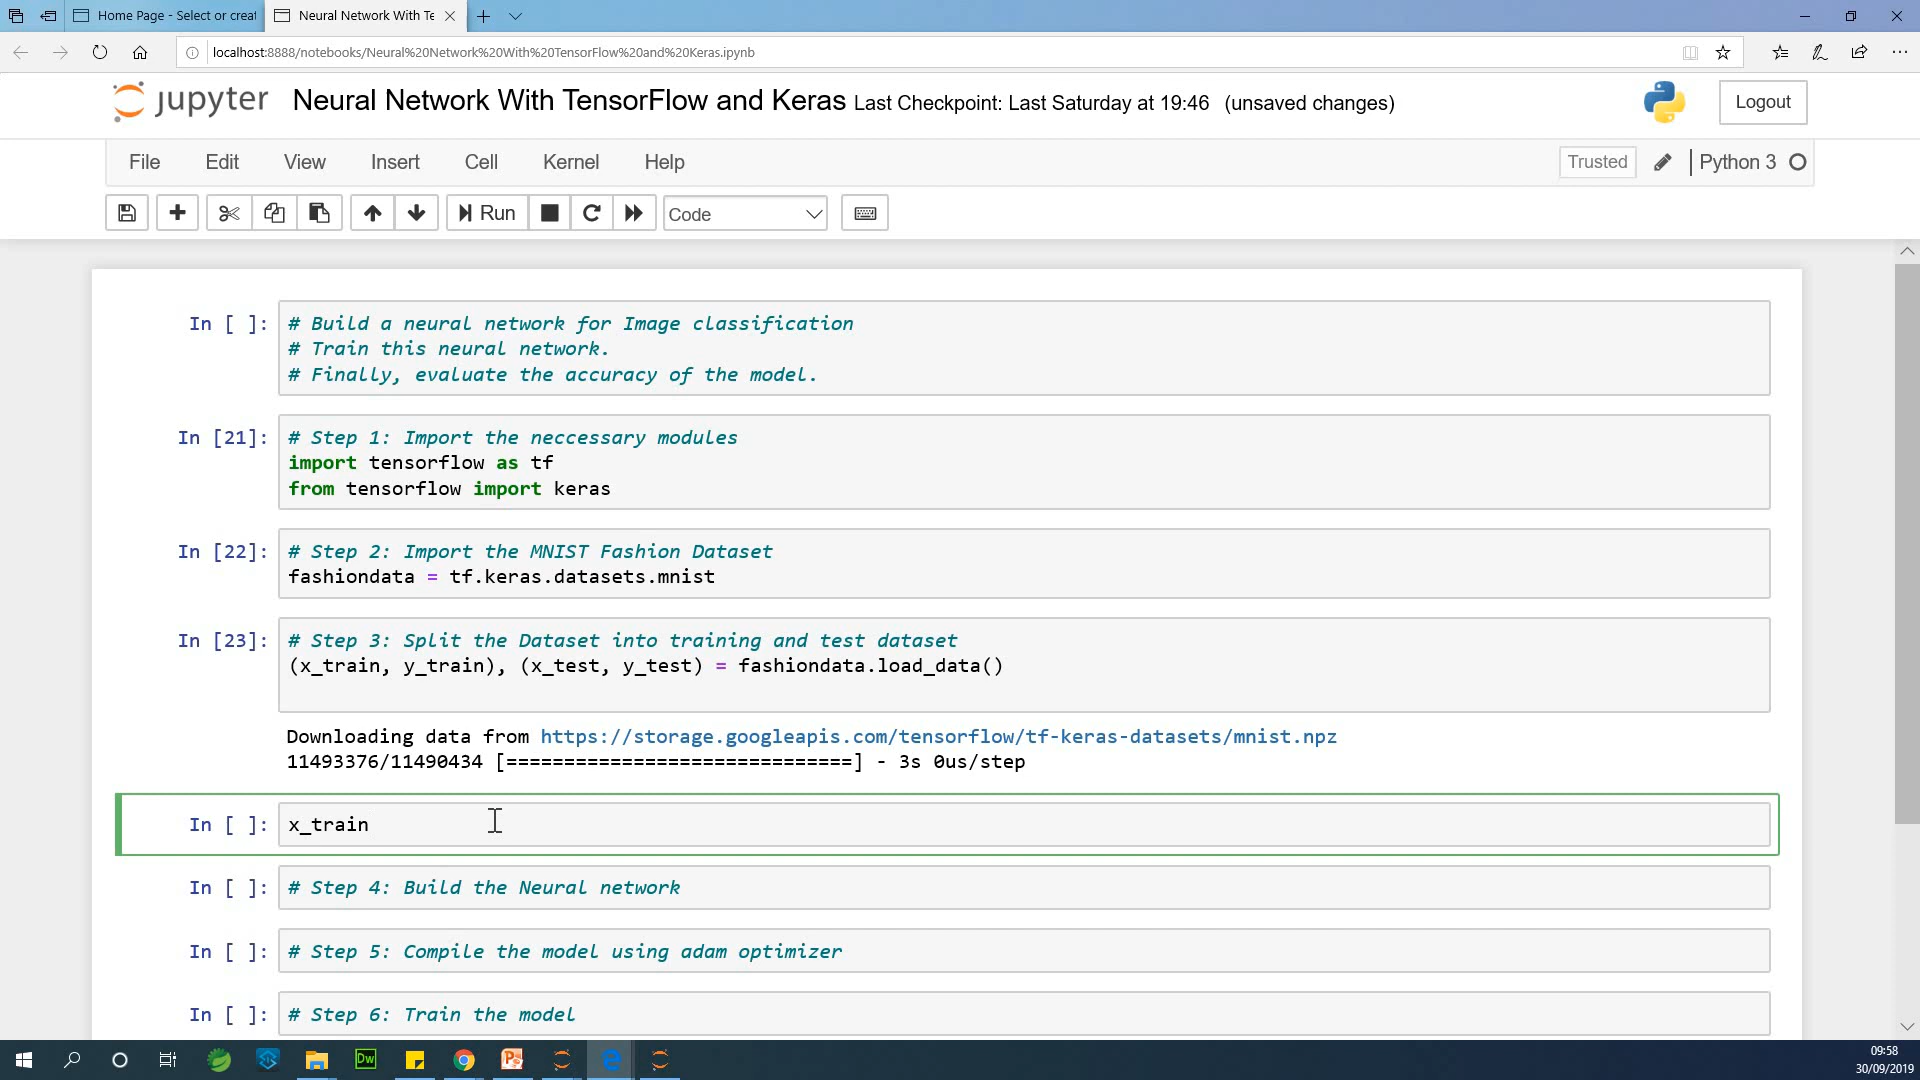 Home Page - Select or creat
Neural Network With Te
localhost:8888/notebooks/Neural%20Network%20With%20TensorFlow%20and%20Keras.ipynb
jupyter Neural Network With TensorFlow and Keras Last Checkpoint: Last Saturday at 19:46 (unsaved changes)
Logout
File Edit View Insert Cell Kernel Help
Trusted Python 3
Run Code
In [ ]: # Build a neural network for Image classification
# Train this neural network.
# Finally, evaluate the accuracy of the model.
In [21]: # Step 1: Import the neccessary modules
import tensorflow as tf
from tensorflow import keras
In [22]: # Step 2: Import the MNIST Fashion Dataset
fashiondata = tf.keras.datasets.mnist
In [23]: # Step 3: Split the Dataset into training and test dataset
(x_train, y_train), (x_test, y_test) = fashiondata.load_data()
Downloading data from https://storage.googleapis.com/tensorflow/tf-keras-datasets/mnist.npz
11493376/11490434 [==============================] - 3s 0us/step
In [ ]: x_train
In [ ]: # Step 4: Build the Neural network
In [ ]: # Step 5: Compile the model using adam optimizer
In [ ]: # Step 6: Train the model
Dw
09:58
30/09/2019